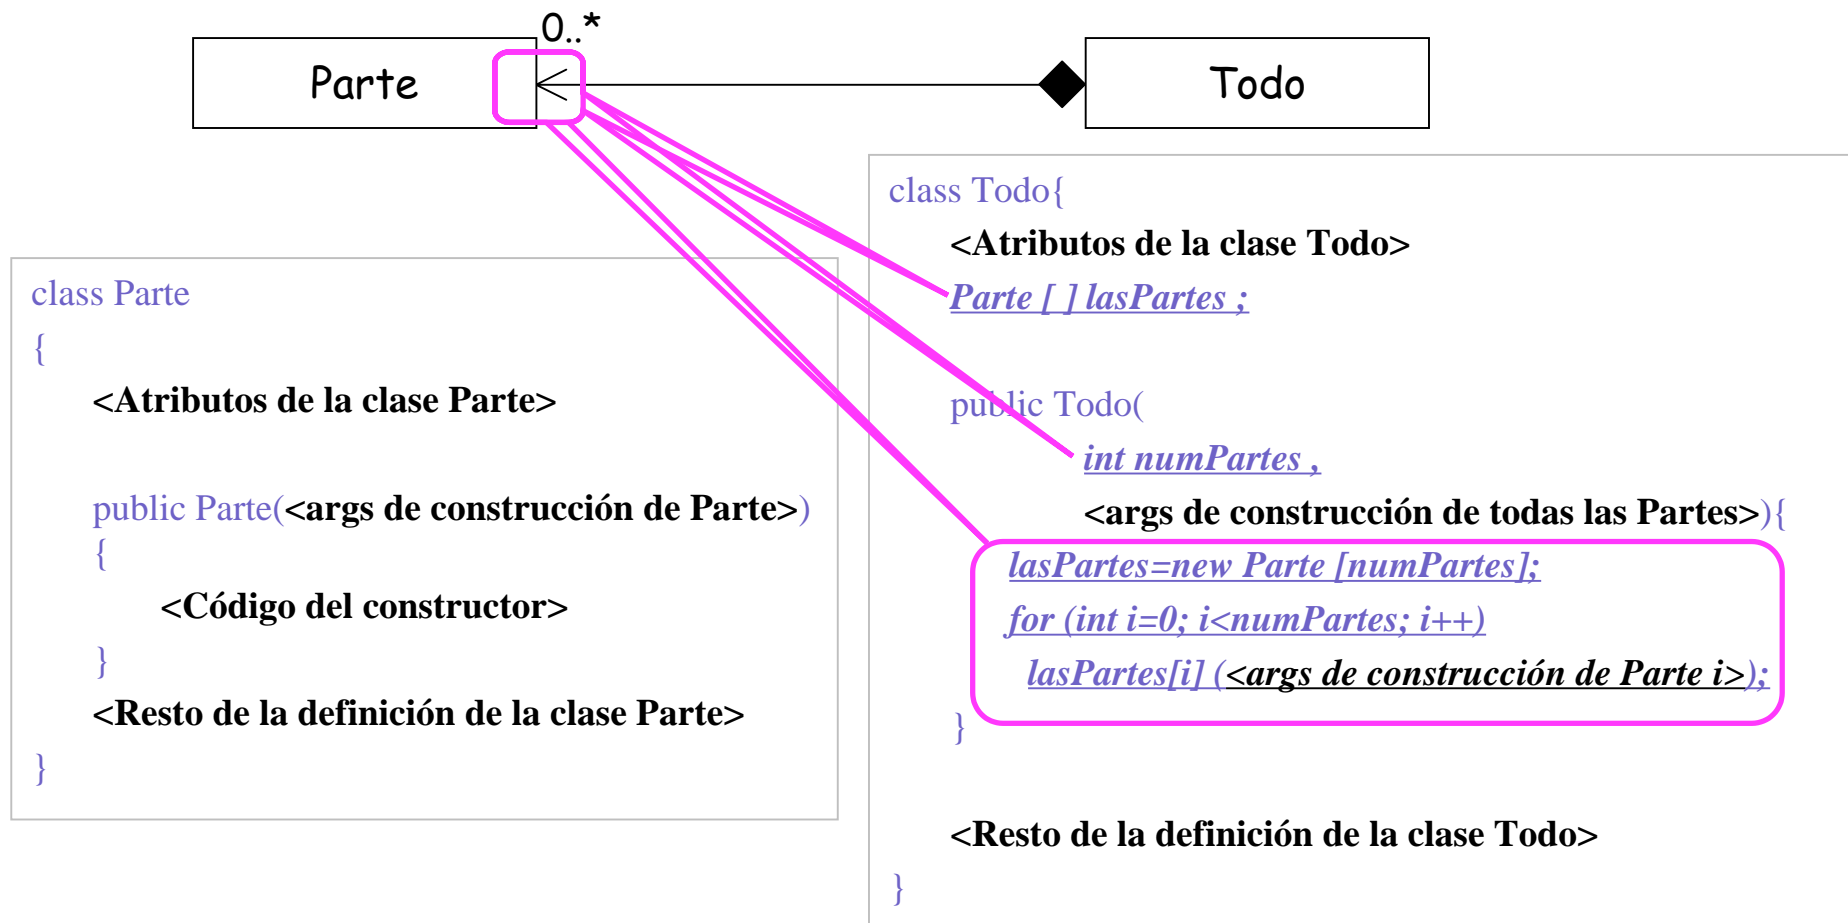 0..*
Parte
Todo
class Parte
{
<Atributos de la clase Parte>
public Parte(<args de construcción de Parte>)
{
<Código del constructor>
}
<Resto de la definición de la clase Parte>
}
class Todo{
<Atributos de la clase Todo>
Parte [ ] lasPartes ;
public Todo(
int numPartes ,
<args de construcción de todas las Partes>){
lasPartes=new Parte [numPartes];
for (int i=0; i<numPartes; i++)
lasPartes[i] (<args de construcción de Parte i>);
}
<Resto de la definición de la clase Todo>
}